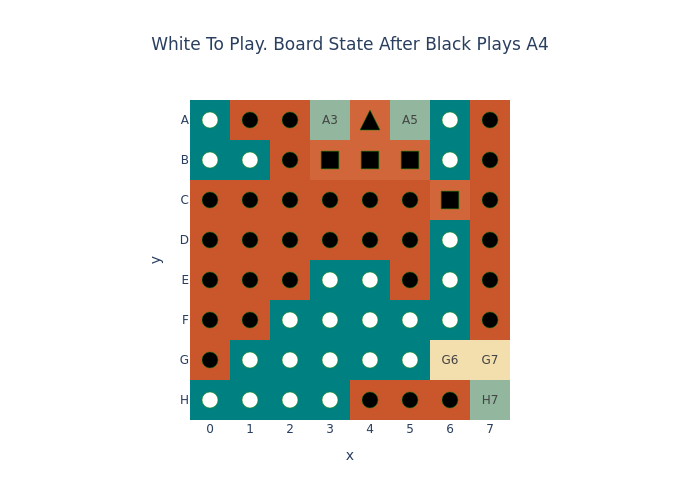 White To Play. Board State After Black Plays A4
A A3 A5
B
C
D
E
F
G G6 G7
H H7
0 1 2 3 4 5 6 7
x
y